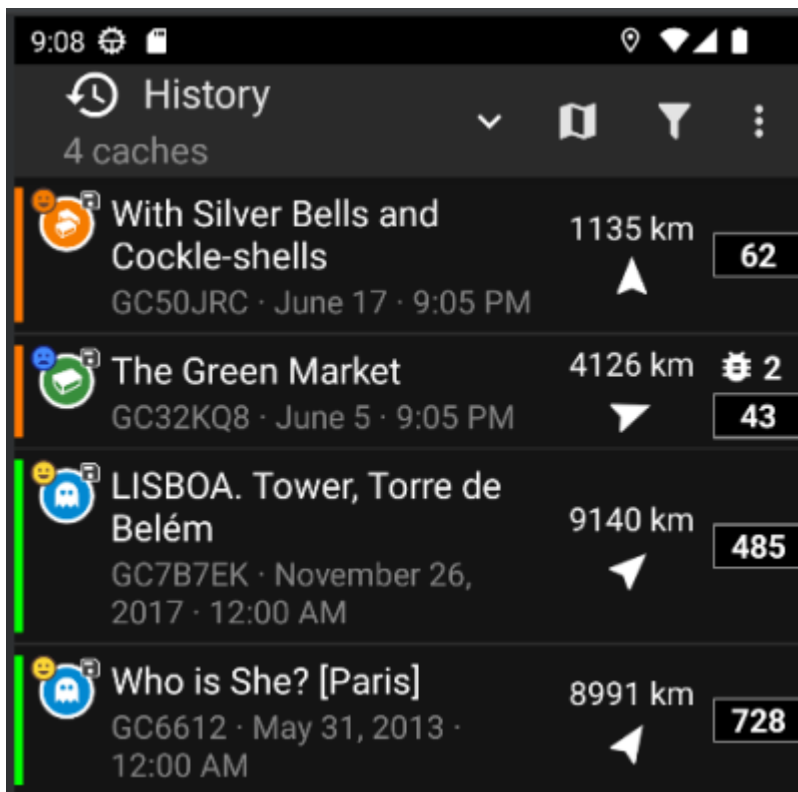 9:08
History
4 caches
With Silver Bells and
Cockle-shells
GC50JRC · June 17 · 9:05 PM
1135 km
62
The Green Market
GC32KQ8 · June 5 · 9:05 PM
4126 km
2
43
LISBOA. Tower, Torre de
Belém
GC7B7EK · November 26,
2017 · 12:00 AM
9140 km
485
Who is She? [Paris]
GC6612 · May 31, 2013 ·
12:00 AM
8991 km
728